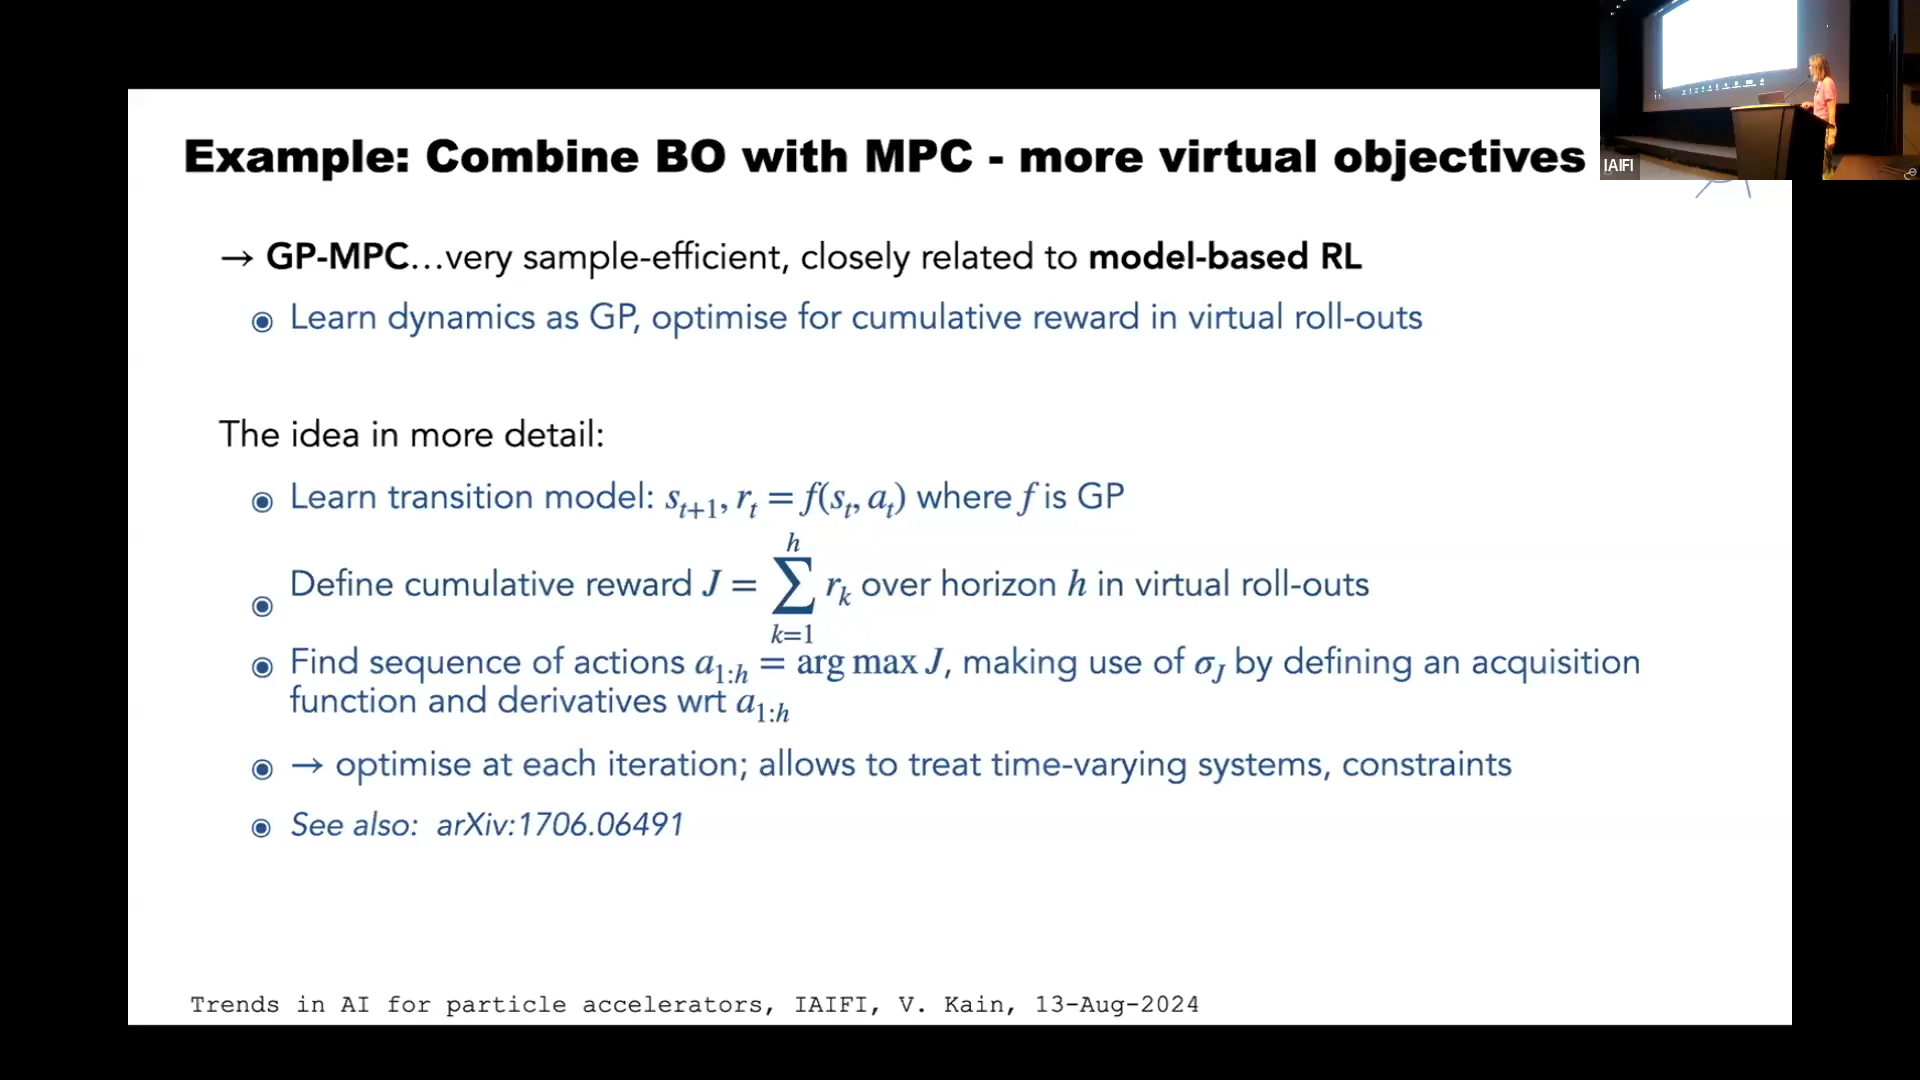 Example: Combine BO with MPC - more virtual objectives
IAIFI
→ GP-MPC...very sample-efficient, closely related to model-based RL
◉ Learn dynamics as GP, optimise for cumulative reward in virtual roll-outs
The idea in more detail:
◉ Learn transition model: s_{t+1}, r_t = f(s_t, a_t) where f is GP
◉ Define cumulative reward J = ∑_{k=1}^{h} r_k over horizon h in virtual roll-outs
◉ Find sequence of actions a_{1:h} = arg max J, making use of σ_J by defining an acquisition
function and derivatives wrt a_{1:h}
◉ → optimise at each iteration; allows to treat time-varying systems, constraints
◉ See also: arXiv:1706.06491
Trends in AI for particle accelerators, IAIFI, V. Kain, 13-Aug-2024